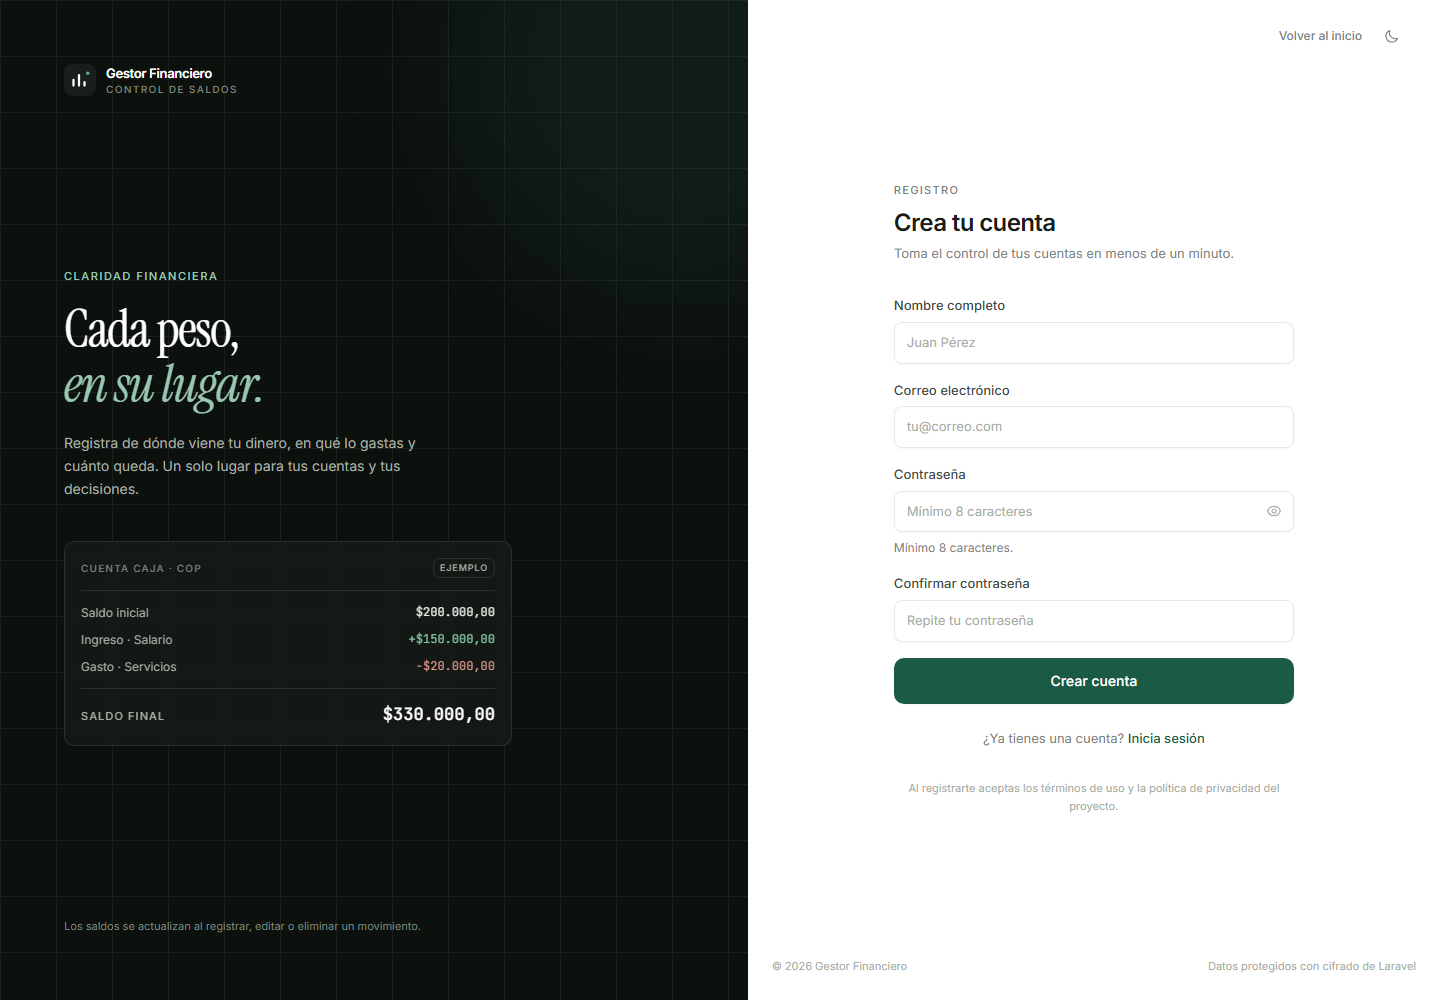 Gestor Financiero
CONTROL DE SALDOS
CLARIDAD FINANCIERA
Cada peso,
en su lugar.
Registra de dónde viene tu dinero, en qué lo gastas y
cuánto queda. Un solo lugar para tus cuentas y tus
decisiones.
CUENTA CAJA · COP EJEMPLO
Saldo inicial $200.000,00
Ingreso · Salario +$150.000,00
Gasto · Servicios -$20.000,00
SALDO FINAL $330.000,00
Los saldos se actualizan al registrar, editar o eliminar un movimiento.
Volver al inicio
REGISTRO
Crea tu cuenta
Toma el control de tus cuentas en menos de un minuto.
Nombre completo
Juan Pérez
Correo electrónico
tu@correo.com
Contraseña
Mínimo 8 caracteres
Mínimo 8 caracteres.
Confirmar contraseña
Repite tu contraseña
Crear cuenta
¿Ya tienes una cuenta? Inicia sesión
Al registrarte aceptas los términos de uso y la política de privacidad del
proyecto.
© 2026 Gestor Financiero
Datos protegidos con cifrado de Laravel